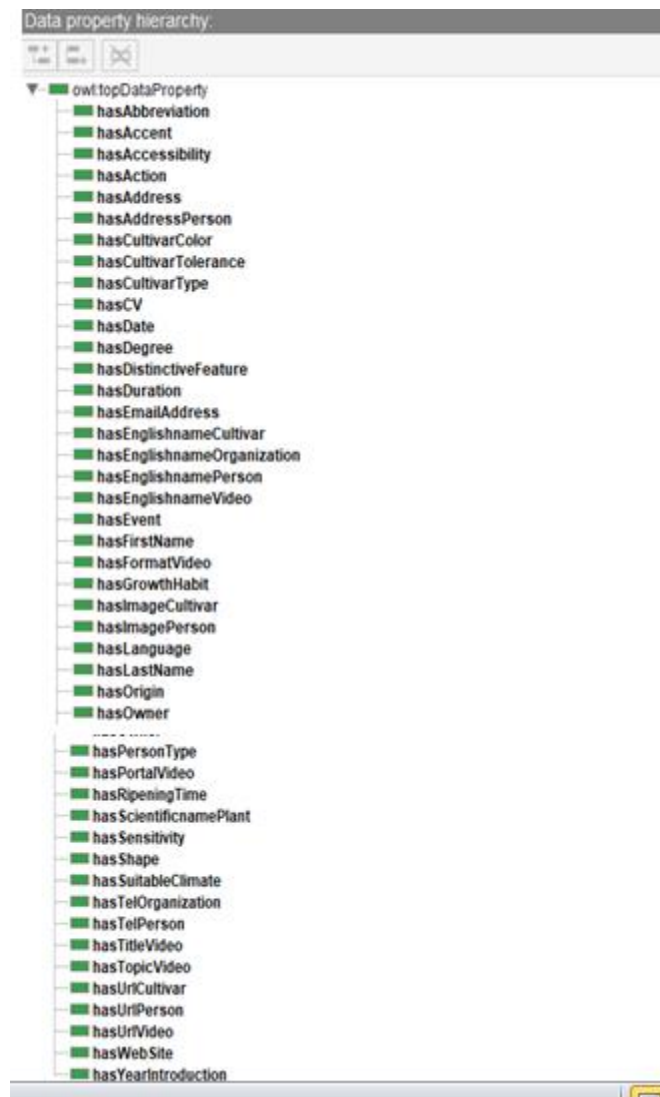 Data property hierarchy:
owl:topDataProperty
hasAbbreviation
hasAccent
hasAccessibility
hasAction
hasAddress
hasAddressPerson
hasCultivarColor
hasCultivarTolerance
hasCultivarType
hasCV
hasDate
hasDegree
hasDistinctiveFeature
hasDuration
hasEmailAddress
hasEnglishnameCultivar
hasEnglishnameOrganization
hasEnglishnamePerson
hasEnglishnameVideo
hasEvent
hasFirstName
hasFormatVideo
hasGrowthHabit
hasImageCultivar
hasImagePerson
hasLanguage
hasLastName
hasOrigin
hasOwner
hasPersonType
hasPortalVideo
hasRipeningTime
hasScientificnamePlant
hasSensitivity
hasShape
hasSuitableClimate
hasTelOrganization
hasTelPerson
hasTitleVideo
hasTopicVideo
hasUrlCultivar
hasUrlPerson
hasUrlVideo
hasWebSite
hasYearIntroduction